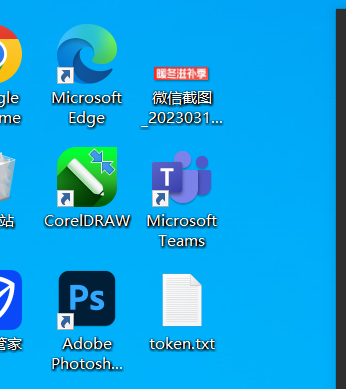 gle
me
Microsoft
Edge
暖冬滋补季
微信截图
_2023031...
站
CorelDRAW
T
Microsoft
Teams
管家
Ps
Adobe
Photosh...
token.txt